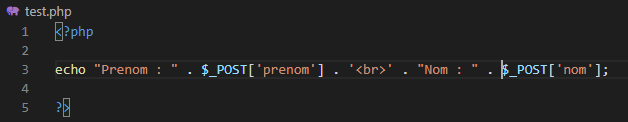 test.php
1 <?php
2
3 echo "Prenom : " . $_POST['prenom'] . '<br>' . "Nom : " . $_POST['nom'];
4
5 ?>